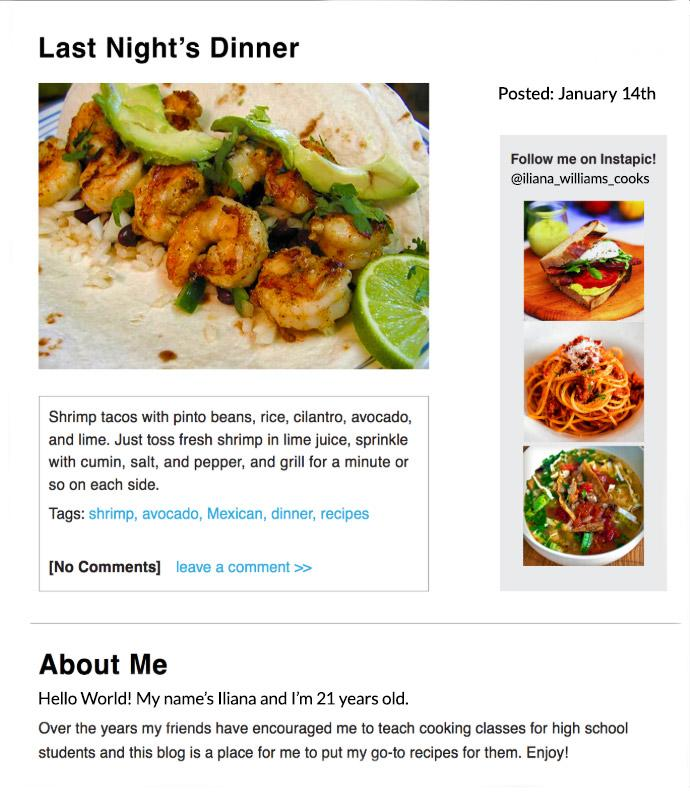 Last Night's Dinner
Posted: January 14th
Follow me on Instapic!
@iliana_williams_cooks
Shrimp tacos with pinto beans, rice, cilantro, avocado,
and lime. Just toss fresh shrimp in lime juice, sprinkle
with cumin, salt, and pepper, and grill for a minute or
so on each side.
Tags: shrimp, avocado, Mexican, dinner, recipes
[No Comments] leave a comment >>
About Me
Hello World! My name's Iliana and I'm 21 years old.
Over the years my friends have encouraged me to teach cooking classes for high school
students and this blog is a place for me to put my go-to recipes for them. Enjoy!